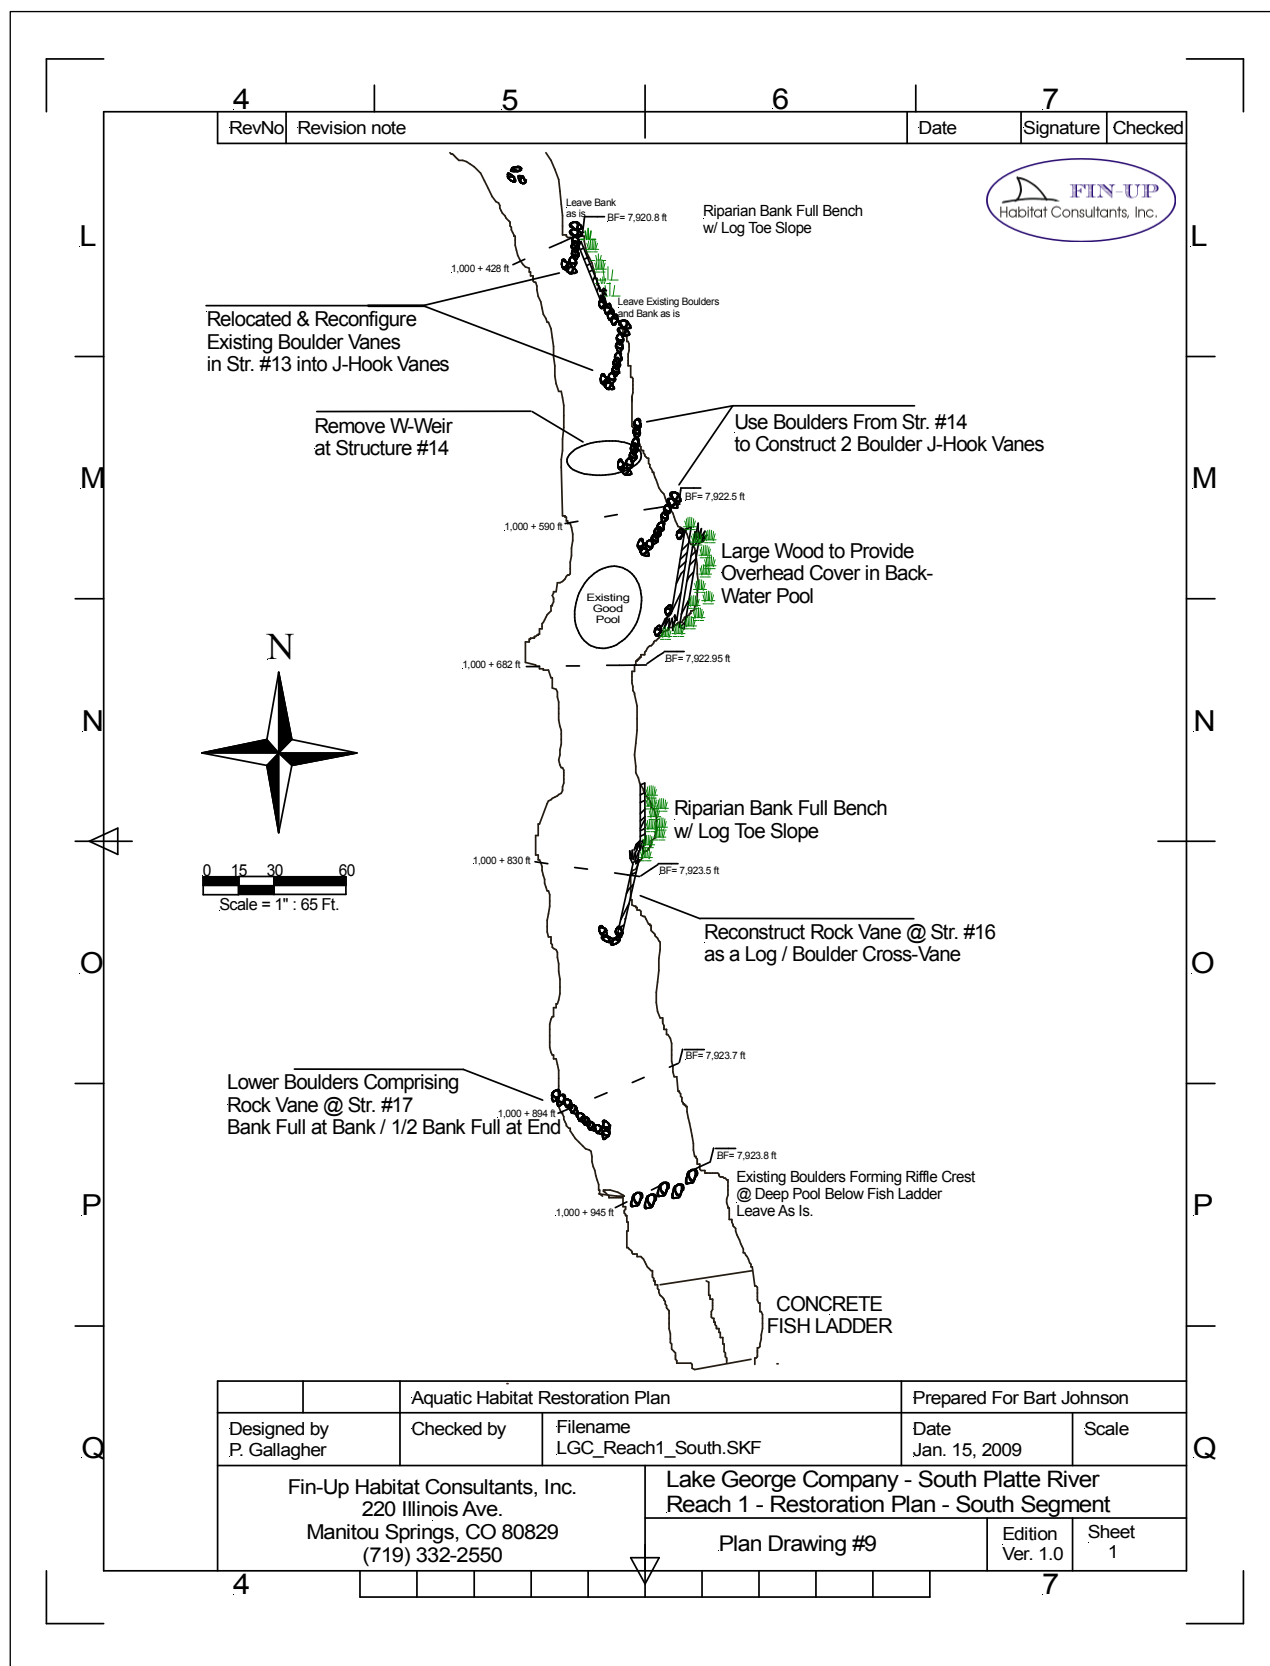 4 5 6 7
RevNo Revision note Date Signature Checked
FIN-UP
Habitat Consultants, Inc.
Leave Bank
as is
BF= 7,920.8 ft
Riparian Bank Full Bench
w/ Log Toe Slope
L L
1,000 + 428 ft
Leave Existing Boulders
and Bank as is
Relocated & Reconfigure
Existing Boulder Vanes
in Str. #13 into J-Hook Vanes
Remove W-Weir
at Structure #14
Use Boulders From Str. #14
to Construct 2 Boulder J-Hook Vanes
M M
BF= 7,922.5 ft
1,000 + 590 ft
Large Wood to Provide
Overhead Cover in Back-
Water Pool
Existing
Good
Pool
N
1,000 + 682 ft
BF= 7,922.95 ft
N N
Riparian Bank Full Bench
w/ Log Toe Slope
1,000 + 830 ft
BF= 7,923.5 ft
0 15 30 60
Scale = 1" : 65 Ft.
Reconstruct Rock Vane @ Str. #16
as a Log / Boulder Cross-Vane
O O
BF= 7,923.7 ft
Lower Boulders Comprising
Rock Vane @ Str. #17
Bank Full at Bank / 1/2 Bank Full at End
1,000 + 894 ft
BF= 7,923.8 ft
Existing Boulders Forming Riffle Crest
@ Deep Pool Below Fish Ladder
Leave As Is.
P P
1,000 + 945 ft
CONCRETE
FISH LADDER
Aquatic Habitat Restoration Plan
Prepared For Bart Johnson
Designed by
P. Gallagher
Checked by
Filename
LGC_Reach1_South.SKF
Date
Jan. 15, 2009
Scale
Q Q
Fin-Up Habitat Consultants, Inc.
220 Illinois Ave.
Manitou Springs, CO 80829
(719) 332-2550
Lake George Company - South Platte River
Reach 1 - Restoration Plan - South Segment
Plan Drawing #9
Edition
Ver. 1.0
Sheet
1
4 7